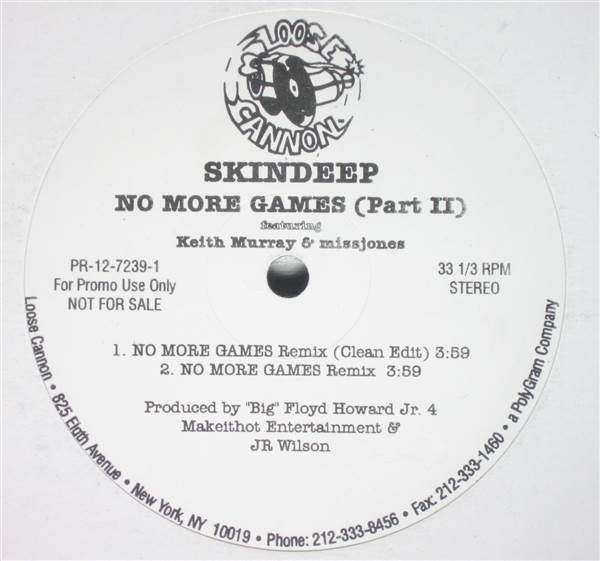 LOOSE
CANNON
SKINDEEP
NO MORE GAMES (Part II)
featuring
Keith Murray & missjones
PR-12-7239-1
For Promo Use Only
NOT FOR SALE
33 1/3 RPM
STEREO
1. NO MORE GAMES Remix (Clean Edit) 3:59
2. NO MORE GAMES Remix 3:59
Produced by "Big" Floyd Howard Jr. 4
Makeithot Entertainment &
JR Wilson
Loose Cannon • 825 Eigth Avenue • New York, NY 10019 • Phone: 212-333-8456 • Fax: 212-333-1460 • a PolyGram Company